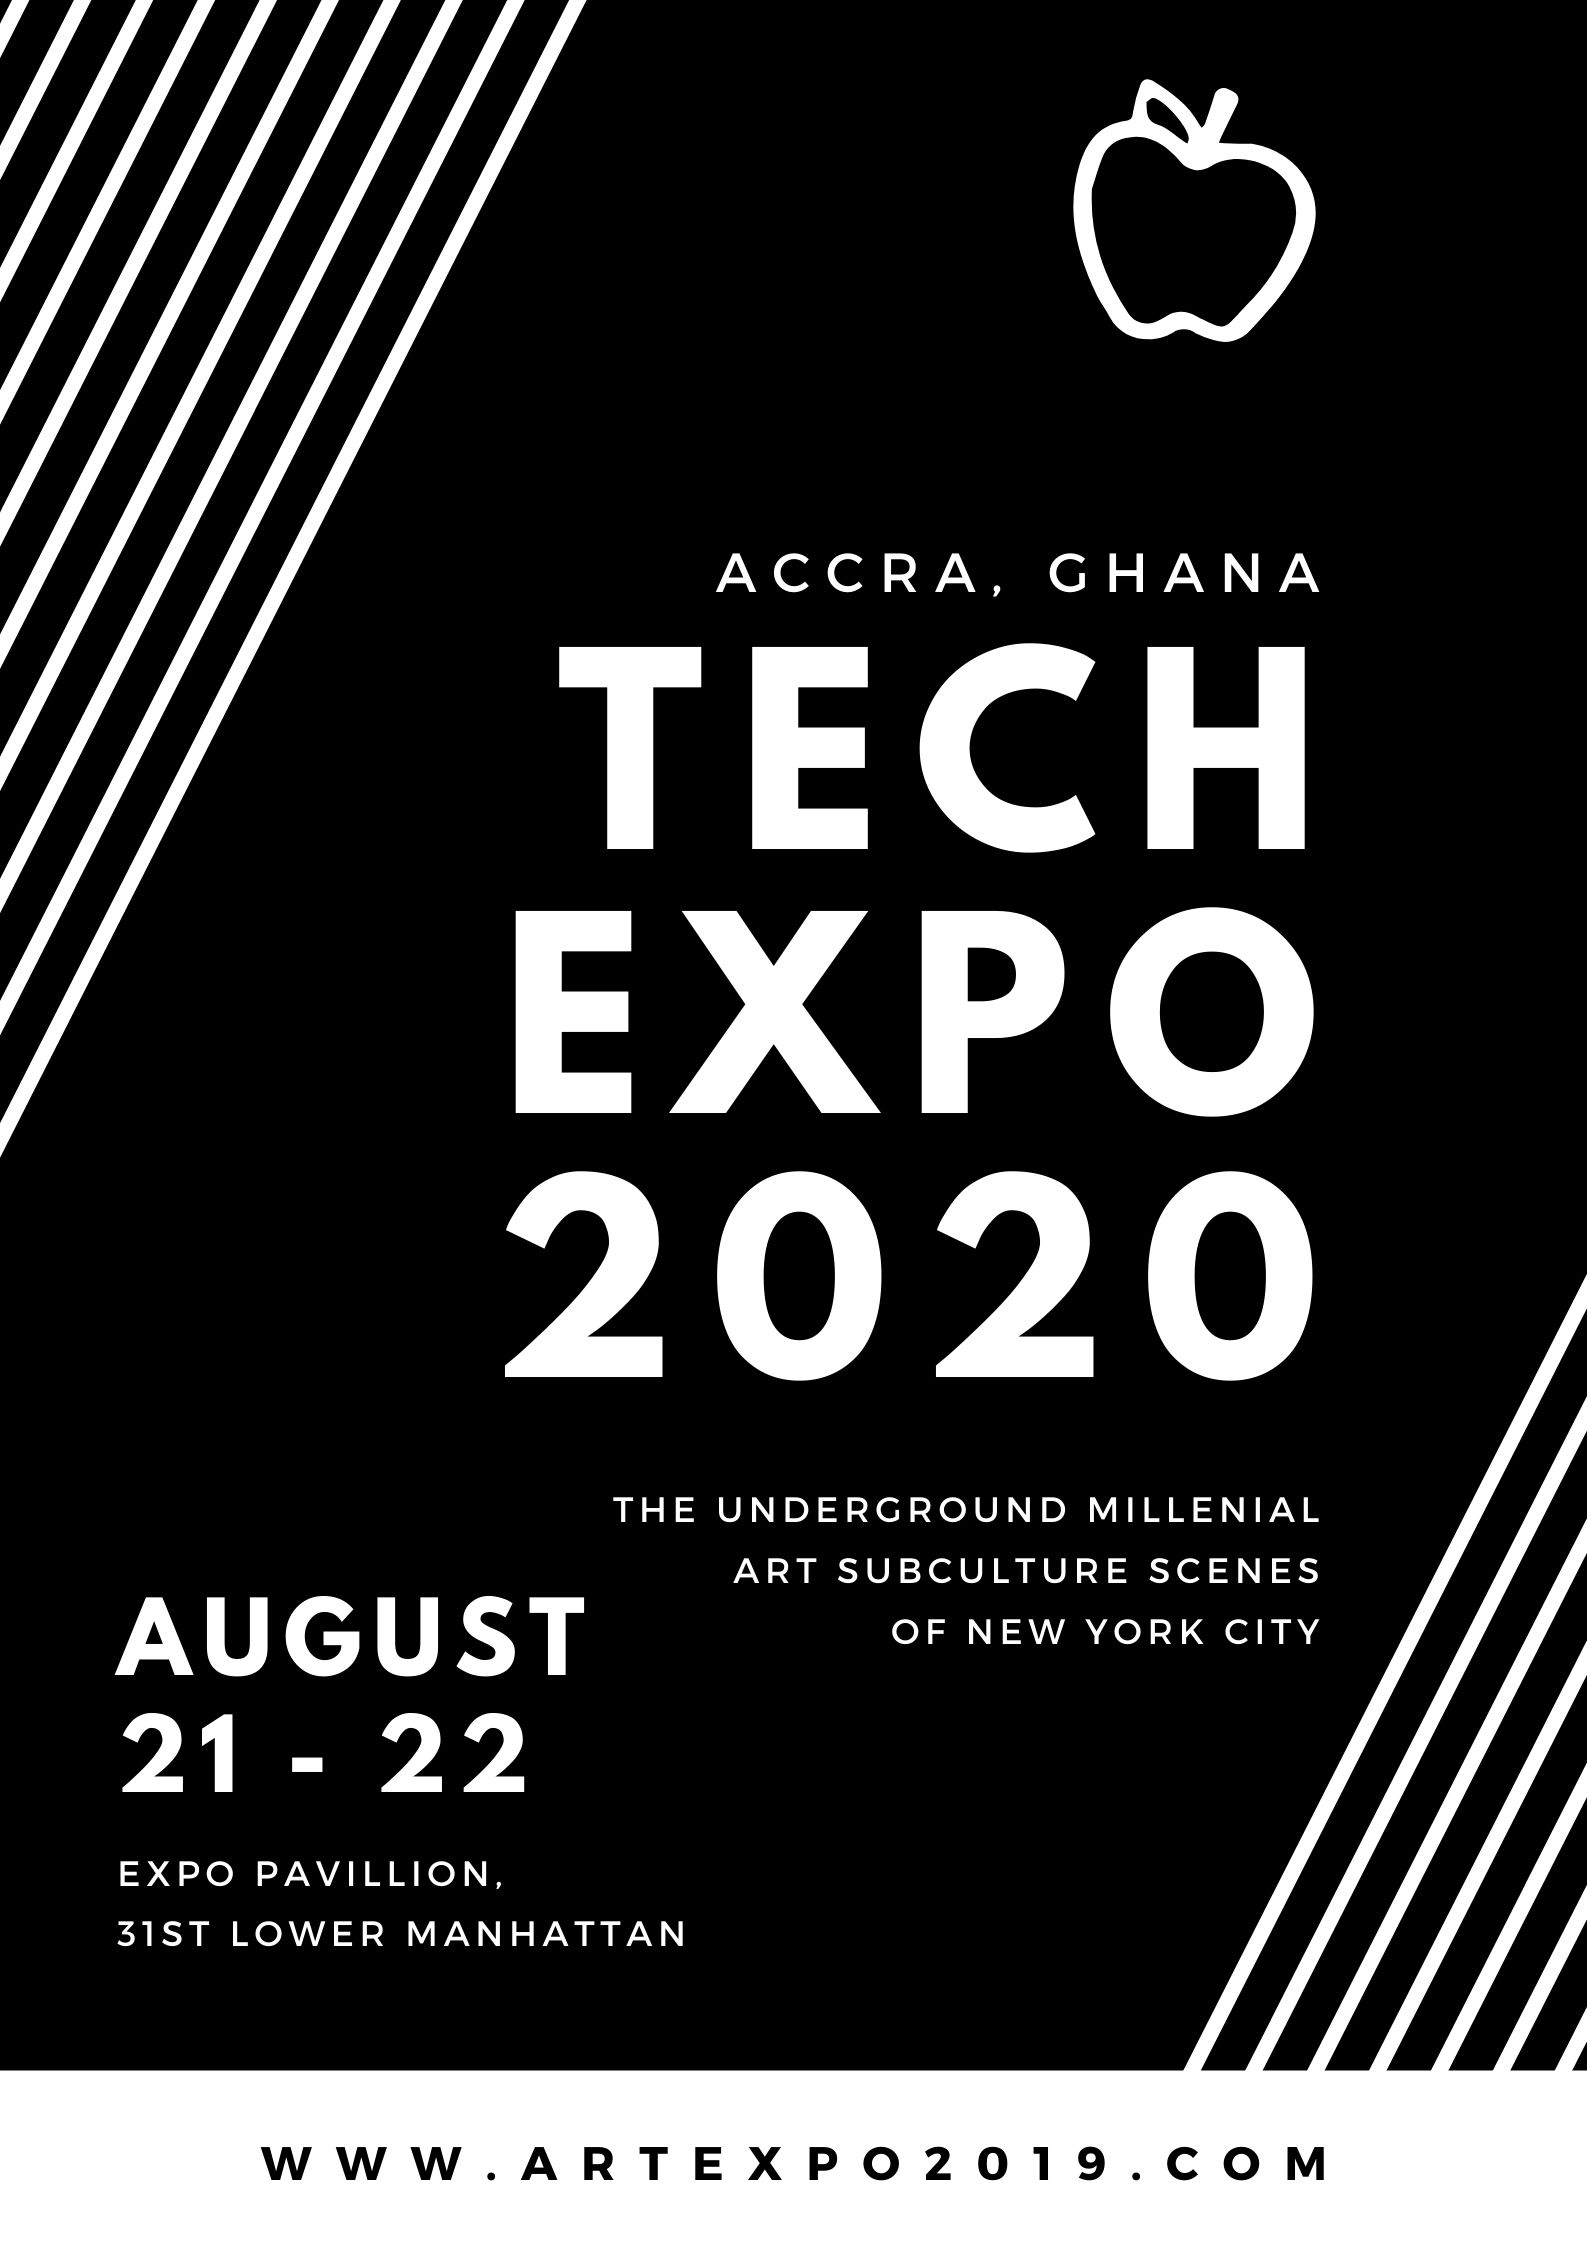 ACCRA, GHANA
TECH
EXPO
2020
THE UNDERGROUND MILLENIAL
ART SUBCULTURE SCENES
OF NEW YORK CITY
AUGUST
21 - 22
EXPO PAVILLION,
31ST LOWER MANHATTAN
WWW.ARTEXPO2019.COM